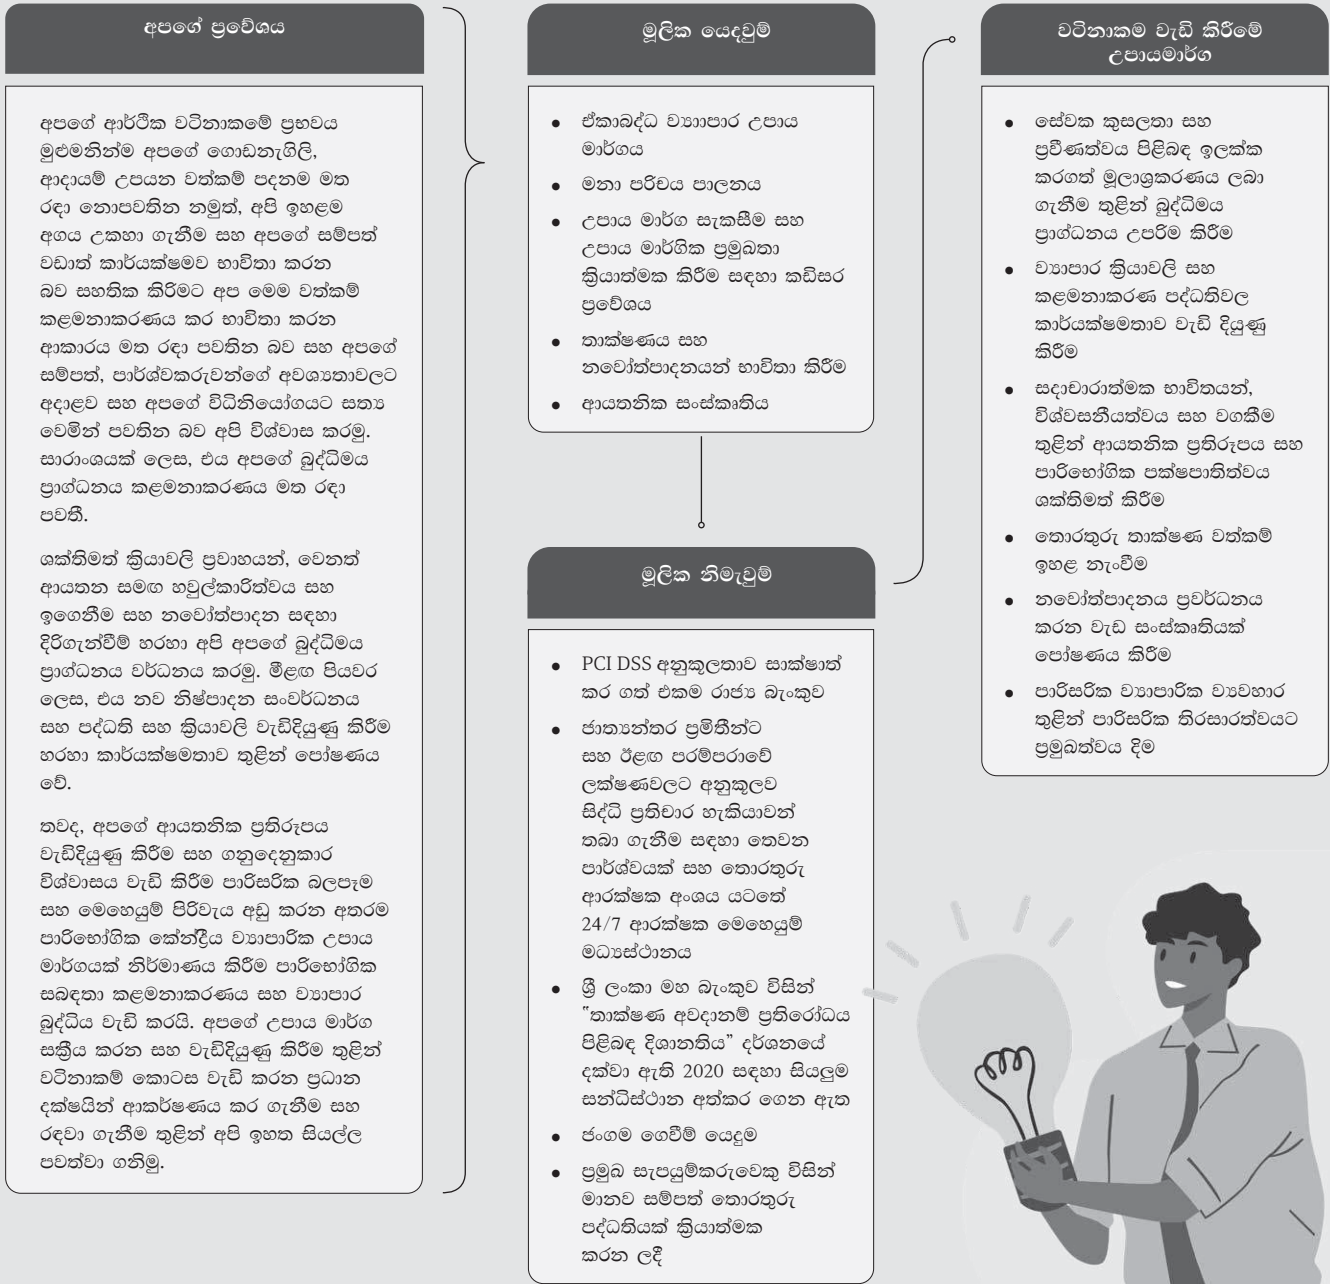 අපගේ ප්‍රවේශය
අපගේ ආර්ථික වටිනාකමේ ප්‍රභවය
මුළුමනින්ම අපගේ ගොඩනැගිලි,
ආදායම් උපයන වත්කම් පදනම මත
රඳා නොපවතින නමුත්, අපි ඉහළම
අගය උකහා ගැනීම සහ අපගේ සම්පත්
වඩාත් කාර්යක්ෂමව භාවිතා කරන
බව සහතික කිරිමට අප මෙම වත්කම්
කළමනාකරණය කර භාවිතා කරන
ආකාරය මත රඳා පවතින බව සහ අපගේ
සම්පත්, පාර්ශ්වකරුවන්ගේ අවශ්‍යතාවලට
අදාළව සහ අපගේ විධිනියෝගයට සත්‍ය
වෙමින් පවතින බව අපි විශ්වාස කරමු.
සාරාංශයක් ලෙස, එය අපගේ බුද්ධිමය
ප්‍රාග්ධනය කළමනාකරණය මත රඳා
පවතී.
ශක්තිමත් ක්‍රියාවලි ප්‍රවාහයන්, වෙනත්
ආයතන සමඟ හවුල්කාරිත්වය සහ
ඉගෙනීම සහ නවෝත්පාදන සඳහා
දිරිගැන්වීම් හරහා අපි අපගේ බුද්ධිමය
ප්‍රාග්ධනය වර්ධනය කරමු. මීළඟ පියවර
ලෙස, එය නව නිෂ්පාදන සංවර්ධනය
සහ පද්ධති සහ ක්‍රියාවලි වැඩිදියුණු කිරීම
හරහා කාර්යක්ෂමතාව තුළින් පෝෂණය
වේ.
තවද, අපගේ ආයතනික ප්‍රතිරූපය
වැඩිදියුණු කිරීම සහ ගනුදෙනුකාර
විශ්වාසය වැඩි කිරීම පාරිසරික බලපෑම
සහ මෙහෙයුම් පිරිවැය අඩු කරන අතරම
පාරිභෝගික කේන්ද්‍රීය ව්‍යාපාරික උපාය
මාර්ගයක් නිර්මාණය කිරීම පාරිභෝගික
සබඳතා කළමනාකරණය සහ ව්‍යාපාර
බුද්ධිය වැඩි කරයි. අපගේ උපාය මාර්ග
සක්‍රීය කරන සහ වැඩිදියුණු කිරීම තුළින්
වටිනාකම් කොටස වැඩි කරන ප්‍රධාන
දක්ෂයින් ආකර්ෂණය කර ගැනීම සහ
රඳවා ගැනීම තුළින් අපි ඉහත සියල්ල
පවත්වා ගනිමු.
මූලික යෙදවුම්
• ඒකාබද්ධ ව්‍යාාපාර උපාය
මාර්ගය
• මනා පරිචය පාලනය
• උපාය මාර්ග සැකසීම සහ
උපාය මාර්ගික ප්‍රමුඛතා
ක්‍රියාත්මක කිරීම සඳහා කඩිසර
ප්‍රවේශය
• තාක්ෂණය සහ
නවෝත්පාදනයන් භාවිතා කිරීම
• ආයතනික සංස්කෘතිය
මූලික නිමැවුම්
• PCI DSS අනුකූලතාව සාක්ෂාත්
කර ගත් එකම රාජ්‍ය බැංකුව
• ජාත්‍යන්තර ප්‍රමිතීන්ට
සහ ඊළඟ පරම්පරාවේ
ලක්ෂණවලට අනුකූලව
සිද්ධි ප්‍රතිචාර හැකියාවන්
තබා ගැනීම සඳහා තෙවන
පාර්ශ්වයක් සහ තොරතුරු
ආරක්ෂක අංශය යටතේ
24/7 ආරක්ෂක මෙහෙයුම්
මධ්‍යස්ථානය
• ශ්‍රී ලංකා මහ බැංකුව විසින්
“තාක්ෂණ අවදානම් ප්‍රතිරෝධය
පිළිබඳ දිශානතිය” දර්ශනයේ
දක්වා ඇති 2020 සඳහා සියලුම
සන්ධිස්ථාන අත්කර ගෙන ඇත
• ජංගම ගෙවීම් යෙදුම
• ප්‍රමුඛ සැපයුම්කරුවෙකු විසින්
මානව සම්පත් තොරතුරු
පද්ධතියක් ක්‍රියාත්මක
කරන ලදී
වටිනාකම වැඩි කිරීමේ
උපායමාර්ග
• සේවක කුසලතා සහ
ප්‍රවීණත්වය පිළිබඳ ඉලක්ක
කරගත් මූලාශ්‍රකරණය ලබා
ගැනීම තුළින් බුද්ධිමය
ප්‍රාග්ධනය උපරිම කිරීම
• ව්‍යාපාර ක්‍රියාවලි සහ
කළමනාකරණ පද්ධතිවල
කාර්යක්ෂමතාව වැඩි දියුණු
කිරීම
• සදාචාරාත්මක භාවිතයන්,
විශ්වසනීයත්වය සහ වගකීම
තුළින් ආයතනික ප්‍රතිරූපය සහ
පාරිභෝගික පක්ෂපාතිත්වය
ශක්තිමත් කිරීම
• තොරතුරු තාක්ෂණ වත්කම්
ඉහළ නැංවීම
• නවෝත්පාදනය ප්‍රවර්ධනය
කරන වැඩ සංස්කෘතියක්
පෝෂණය කිරීම
• පාරිසරික ව්‍යාපාරික ව්‍යවහාර
තුළින් පාරිසරික තිරසාරත්වයට
ප්‍රමුඛත්වය දිම